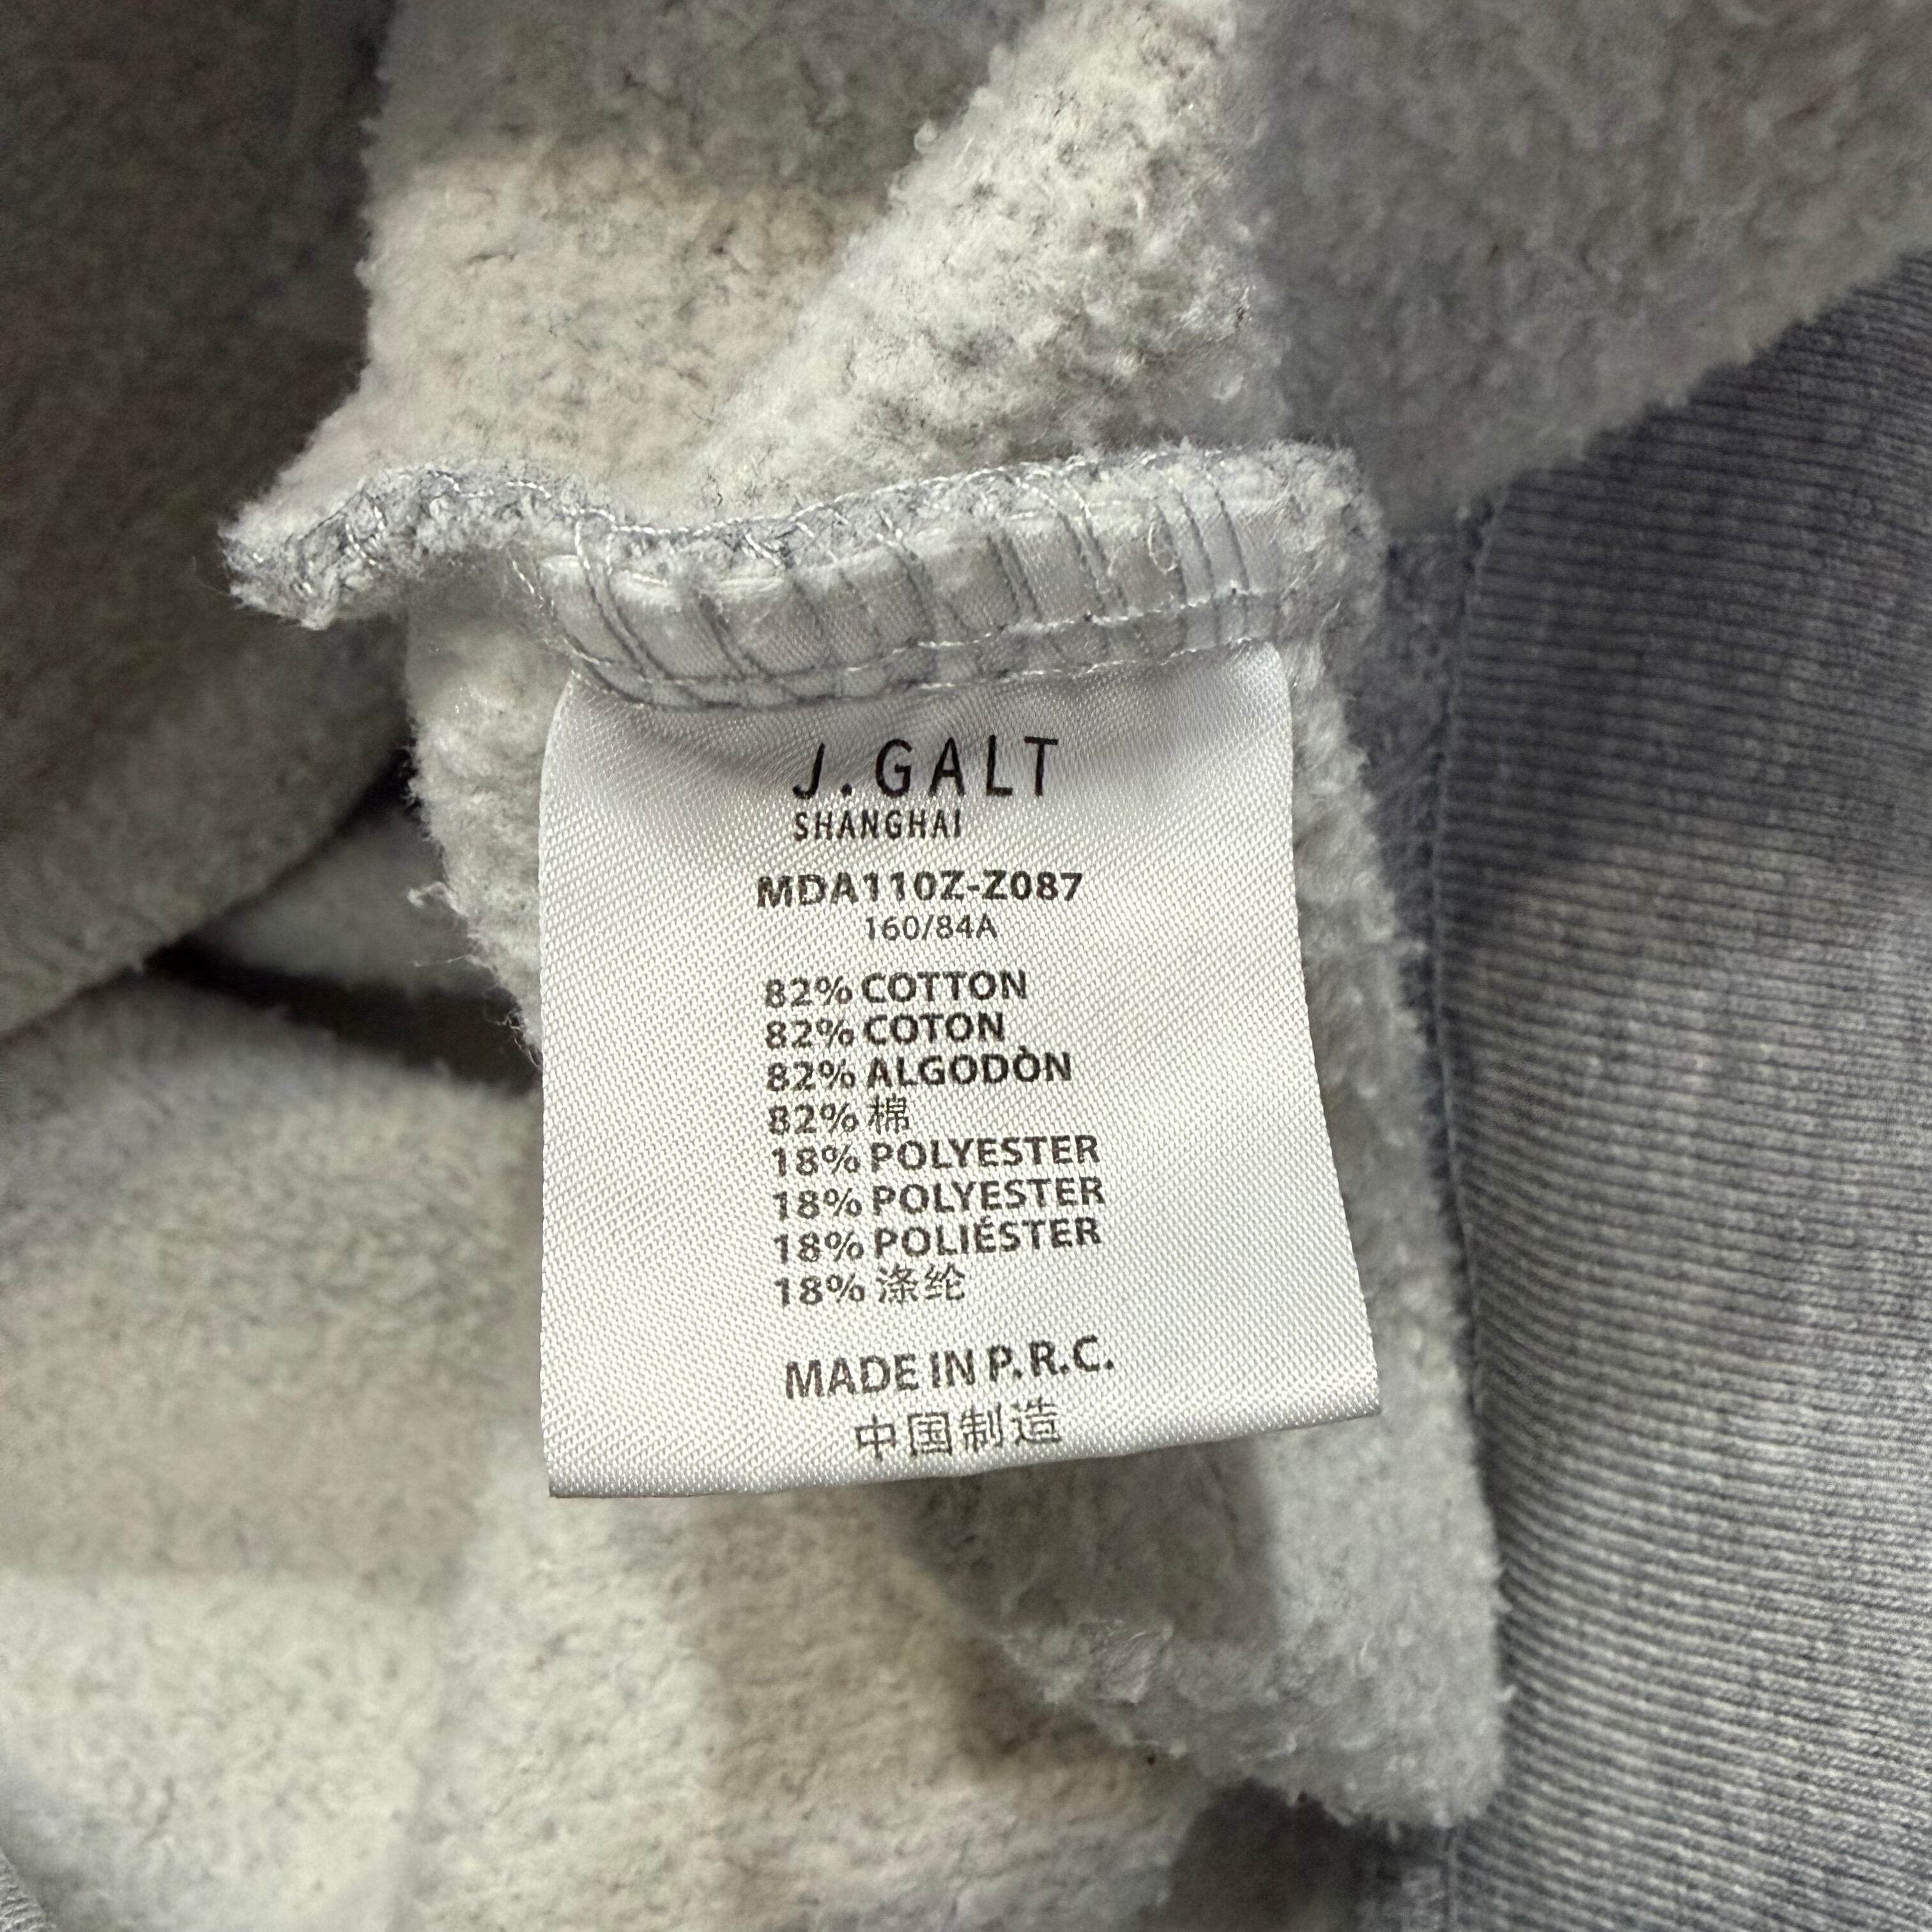 J.GALT
SHANGHAI
MDA110Z-Z087
160/84A
82% COTTON
82% COTON
82% ALGODÒN
82% 棉
18% POLYESTER
18% POLYESTER
18% POLIÉSTER
18% 涤纶
MADE IN P.R.C.
中国制造